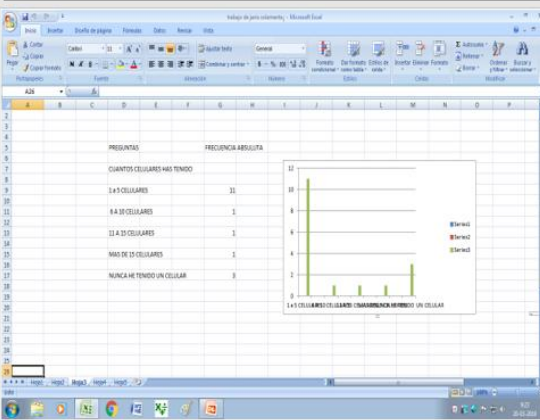 trabajo de paris solamente - Microsoft Excel
Inicio Insertar Diseño de página Fórmulas Datos Revisar Vista
Cortar
Copiar
Pegar Copiar formato
Calibri 11
Ajustar texto
Combinar y centrar
General
Formato condicional Dar formato como tabla Estilos de celda
Insertar Eliminar Formato
Autosuma
Rellenar
Borrar
Ordenar y filtrar Buscar y seleccionar
Portapapeles Fuente Alineación Número Estilos Celdas Modificar
A26
A B C D E F G H I J K L M N O P
PREGUNTAS FRECUENCIA ABSULUTA
CUANTOS CELULARES HAS TENIDO
1 a 5 CELULARES 11
6 A 10 CELULARES 1
11 A 15 CELULARES 1
MAS DE 15 CELULARES 1
NUNCA HE TENIDO UN CELULAR 3
12
10
8
6
4
2
0
Series1
Series2
Series3
Hoja1 Hoja2 Hoja3 Hoja4 Hoja5
Listo 100%